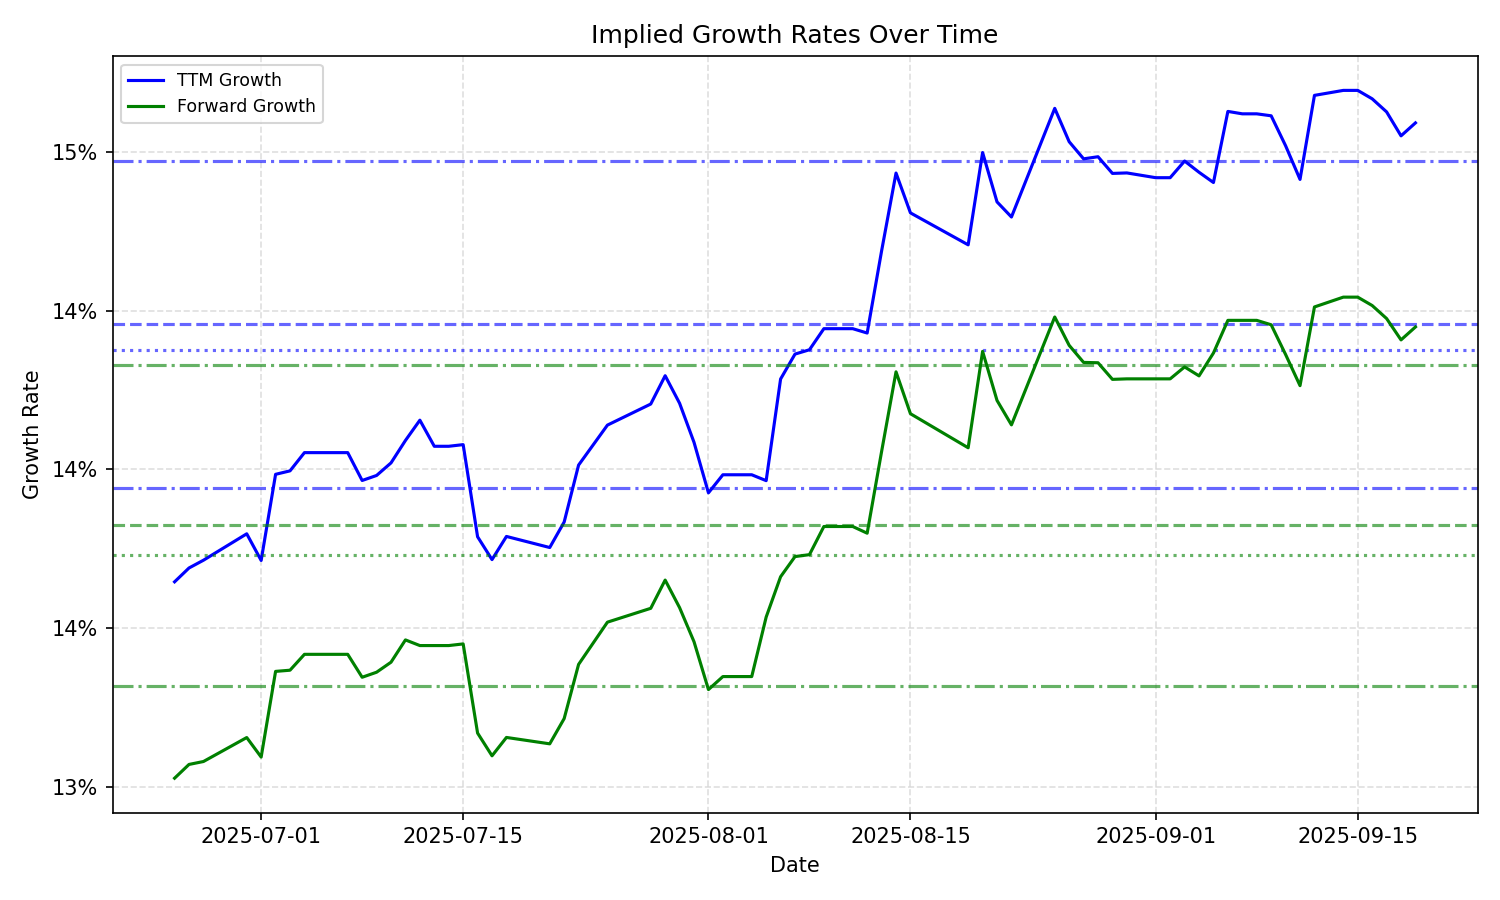 Implied Growth Rates Over Time
TTM Growth
Forward Growth
15%
14%
14%
14%
13%
Growth Rate
2025-07-01
2025-07-15
2025-08-01
2025-08-15
2025-09-01
2025-09-15
Date